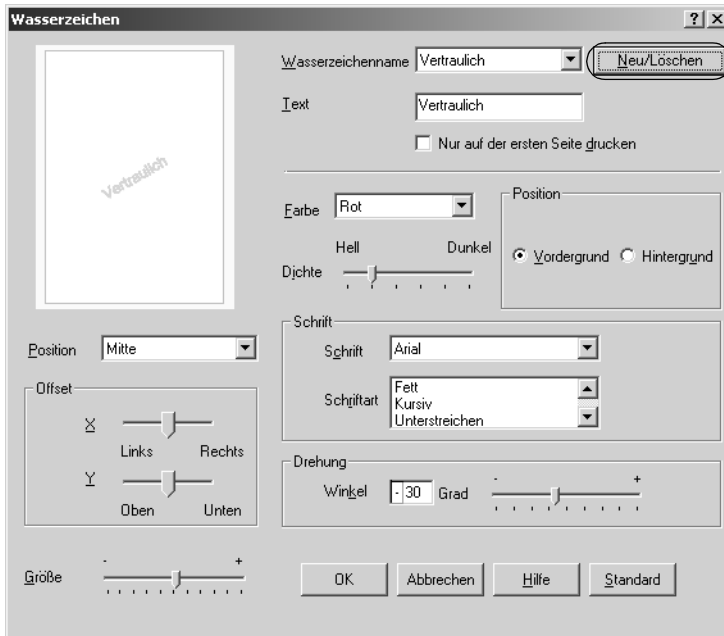 Wasserzeichen
Wasserzeichenname Vertraulich Neu/Löschen
Text Vertraulich
Nur auf der ersten Seite drucken
Vertraulich
Farbe Rot
Position
Hell Dunkel
Vordergrund Hintergrund
Dichte
Position Mitte
Schrift
Schrift Arial
Schriftart Fett
Kursiv
Unterstreichen
Offset
X
Links Rechts
Y
Oben Unten
Drehung
Winkel -30 Grad - +
Größe - +
OK Abbrechen Hilfe Standard